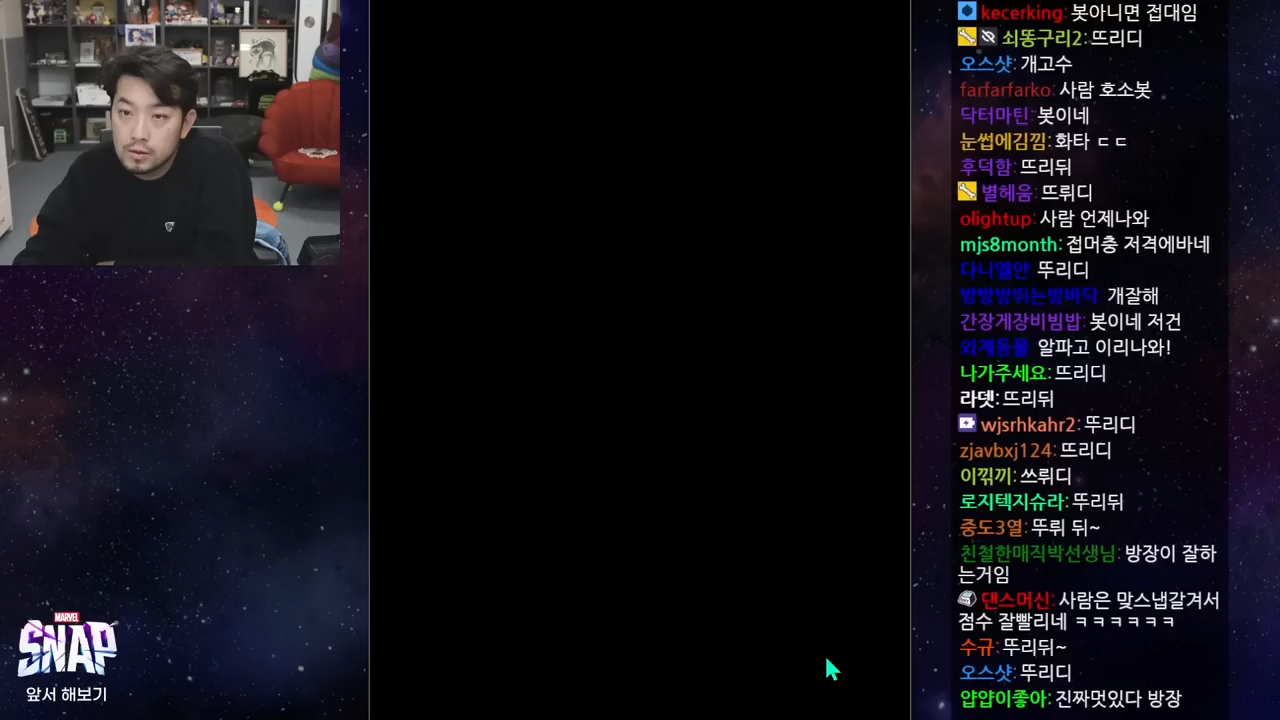 kecerking: 봇아니면 접대임
쇠똥구리2: 뜨리디
오스샷: 개고수
farfarfarko: 사람 호소봇
닥터마틴: 봇이네
눈썹에김낌: 화타 ㄷㄷ
후덕함: 뜨리뒤
별헤움: 뜨뤼디
olightup: 사람 언제나와
mjs8month: 접머충 저격에바네
다니엘안: 뚜리디
방방방뛰는방바닥: 개잘해
간장게장비빔밥: 봇이네 저건
외계동물: 알파고 이리나와!
나가주세요: 뜨리디
라뎃: 뜨리뒤
wjsrhkahr2: 뚜리디
zjavbxj124: 뜨리디
이꺾끼: 쓰뤼디
로지텍지슈라: 뚜리뒤
중도3열: 뚜뤼 뒤~
친철한매직박선생님: 방장이 잘하
는거임
댄스머신: 사람은 맞스냅갈겨서
점수 잘빨리네 ㅋㅋㅋㅋㅋㅋ
수규: 뚜리뒤~
오스샷: 뚜리디
얍얍이좋아: 진짜멋있다 방장
MARVEL
SNAP
앞서 해보기